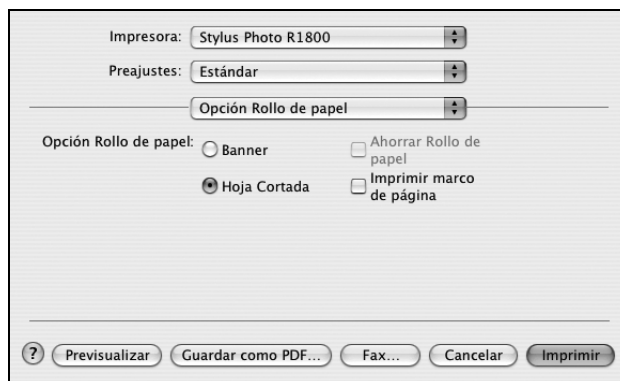 Impresora: Stylus Photo R1800
Preajustes: Estándar
Opción Rollo de papel
Opción Rollo de papel: Banner
Ahorrar Rollo de
papel
Hoja Cortada
Imprimir marco
de página
? Previsualizar Guardar como PDF... Fax... Cancelar Imprimir